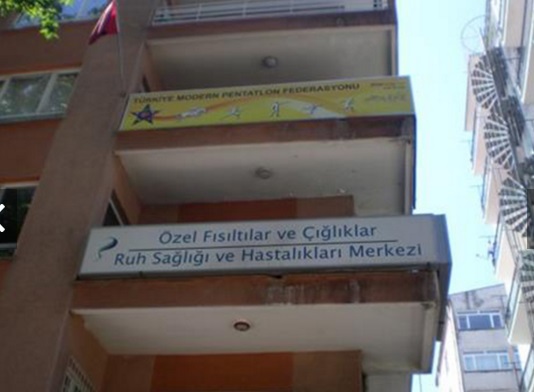 TÜRKİYE MODERN PENTATLON FEDERASYONU
Özel Fısıltılar ve Çığlıklar
Ruh Sağlığı ve Hastalıkları Merkezi